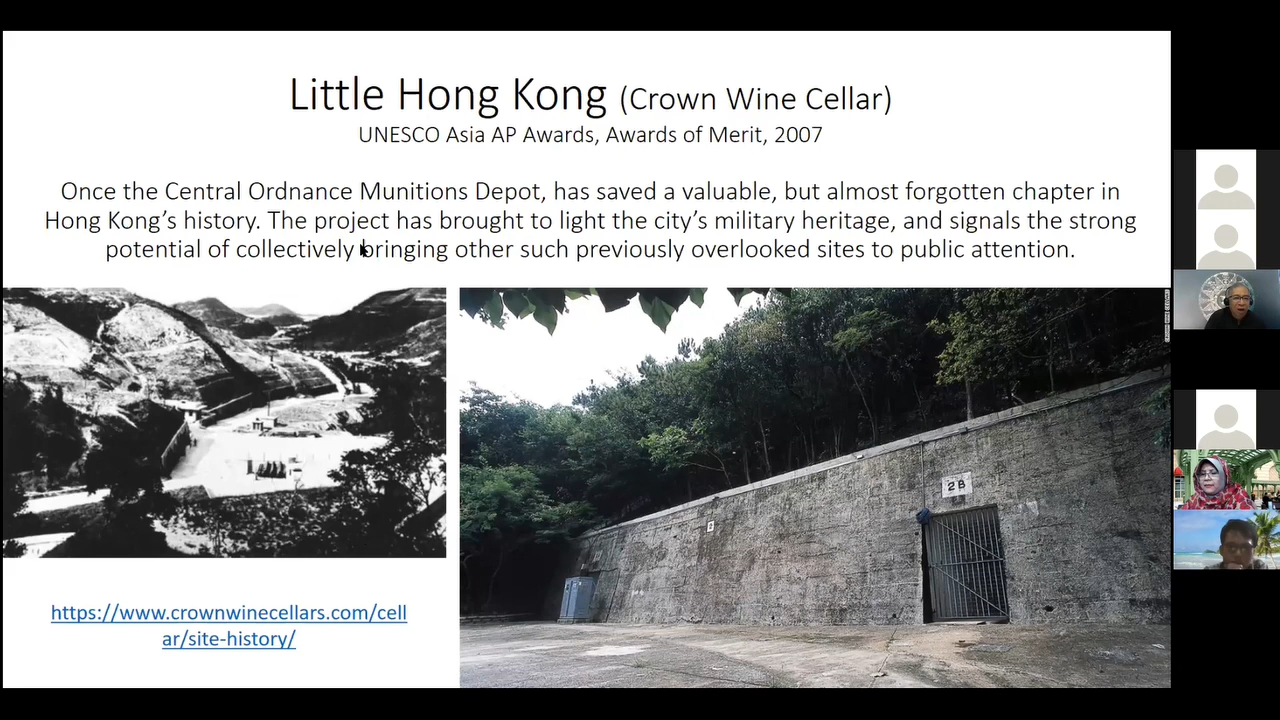 Little Hong Kong (Crown Wine Cellar)
UNESCO Asia AP Awards, Awards of Merit, 2007
Once the Central Ordnance Munitions Depot, has saved a valuable, but almost forgotten chapter in
Hong Kong’s history. The project has brought to light the city’s military heritage, and signals the strong
potential of collectively bringing other such previously overlooked sites to public attention.
2B
https://www.crownwinecellars.com/cell
ar/site-history/